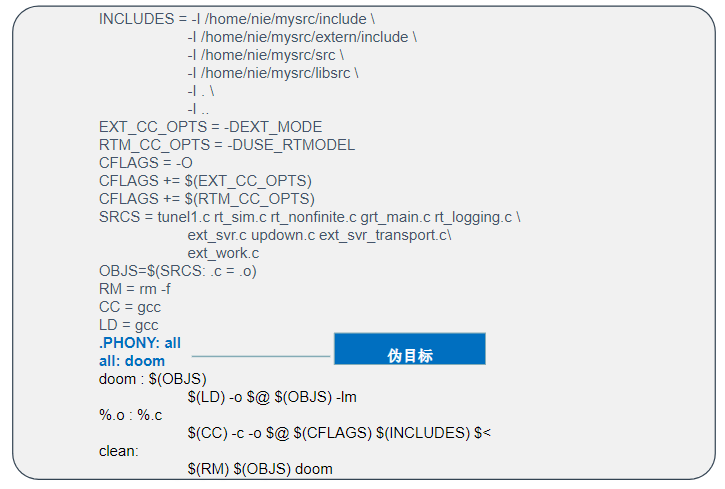 INCLUDES = -I /home/nie/mysrc/include \
-I /home/nie/mysrc/extern/include \
-I /home/nie/mysrc/src \
-I /home/nie/mysrc/libsrc \
-I . \
-I ..
EXT_CC_OPTS = -DEXT_MODE
RTM_CC_OPTS = -DUSE_RTMODEL
CFLAGS = -O
CFLAGS += $(EXT_CC_OPTS)
CFLAGS += $(RTM_CC_OPTS)
SRCS = tunel1.c rt_sim.c rt_nonfinite.c grt_main.c rt_logging.c \
ext_svr.c updown.c ext_svr_transport.c\
ext_work.c
OBJS=$(SRCS: .c = .o)
RM = rm -f
CC = gcc
LD = gcc
.PHONY: all
all: doom
伪目标
doom : $(OBJS)
$(LD) -o $@ $(OBJS) -lm
%.o : %.c
$(CC) -c -o $@ $(CFLAGS) $(INCLUDES) $<
clean:
$(RM) $(OBJS) doom